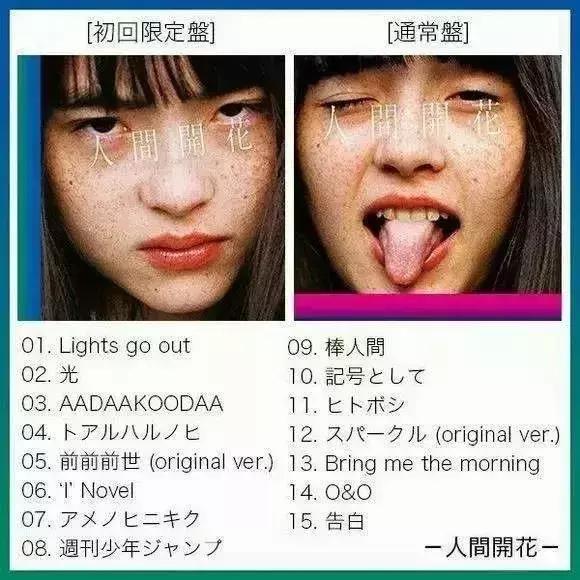 [初回限定盤]
[通常盤]
人間開花
人間開花
01. Lights go out
02. 光
03. AADAAKOODAA
04. トアルハルノヒ
05. 前前前世 (original ver.)
06. ‘I’ Novel
07. アメノヒニキク
08. 週刊少年ジャンプ
09. 棒人間
10. 記号として
11. ヒトボシ
12. スパークル (original ver.)
13. Bring me the morning
14. O&O
15. 告白
－人間開花－